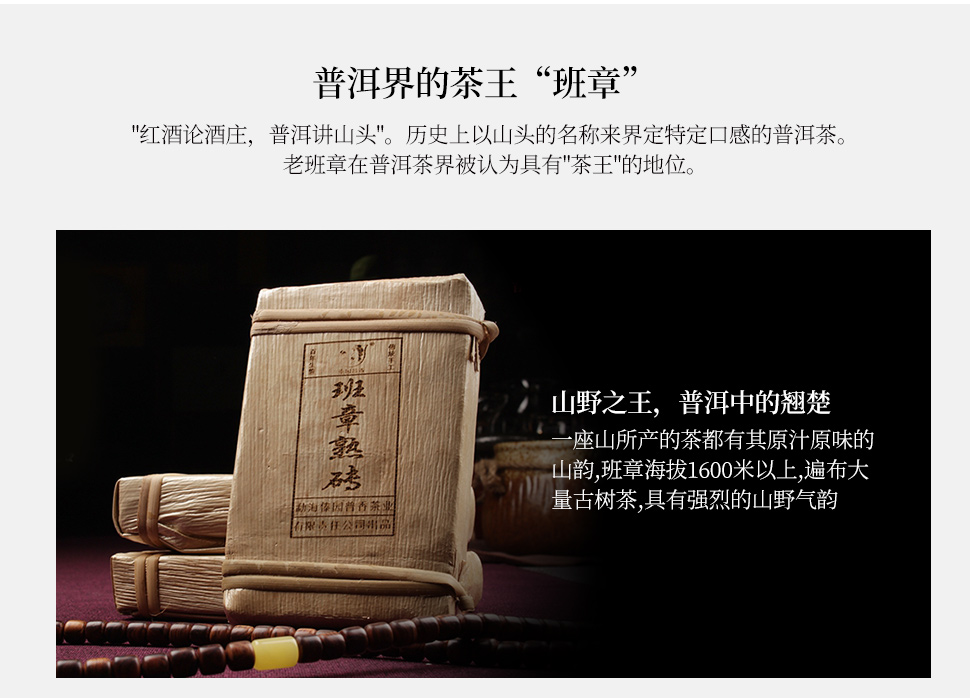 普洱界的茶王“班章”
"红酒论酒庄，普洱讲山头"。历史上以山头的名称来界定特定口感的普洱茶。
老班章在普洱茶界被认为具有"茶王"的地位。
班章熟砖
勐海傣园普香茶业
有限责任公司出品
山野之王，普洱中的翘楚
一座山所产的茶都有其原汁原味的
山韵,班章海拔1600米以上,遍布大
量古树茶,具有强烈的山野气韵